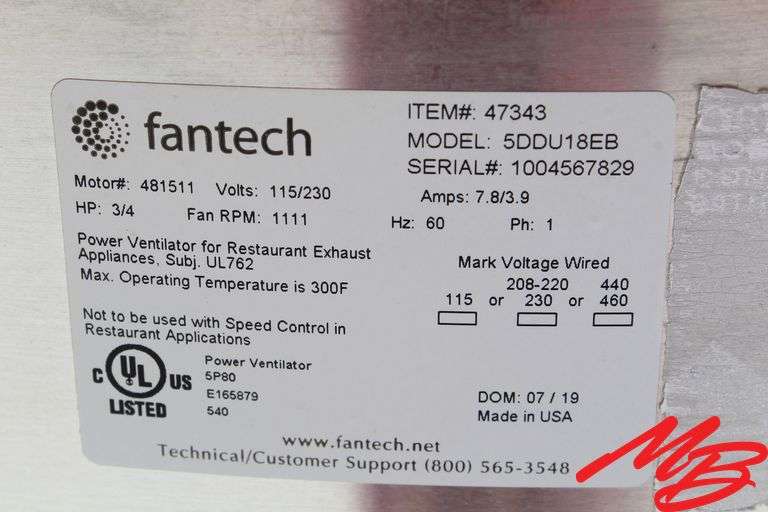 fantech
ITEM#: 47343
MODEL: 5DDU18EB
SERIAL#: 1004567829
Motor#: 481511 Volts: 115/230 Amps: 7.8/3.9
HP: 3/4 Fan RPM: 1111 Hz: 60 Ph: 1
Power Ventilator for Restaurant Exhaust
Appliances, Subj. UL762
Max. Operating Temperature is 300F
Mark Voltage Wired
208-220 440
115 or 230 or 460
Not to be used with Speed Control in
Restaurant Applications
C UL US
LISTED
Power Ventilator
5P80
E165879
540
DOM: 07 / 19
Made in USA
www.fantech.net
Technical/Customer Support (800) 565-3548
MB